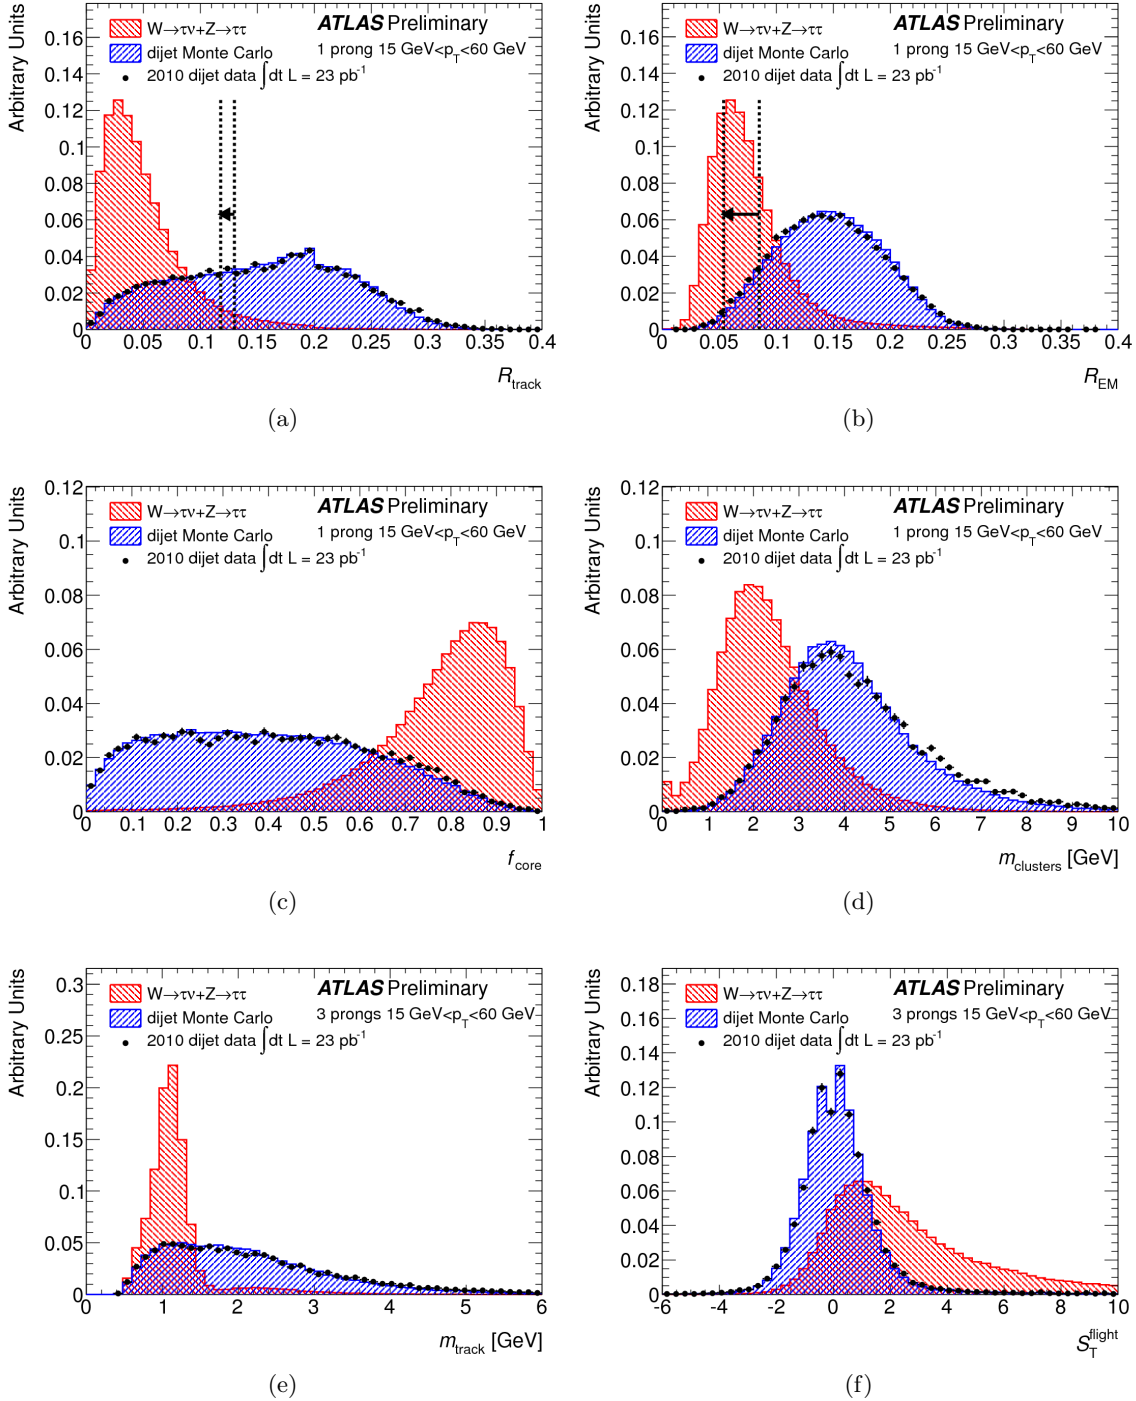 ATLAS Preliminary
1 prong 15 GeV<p_T<60 GeV
W→τν+Z→ττ
dijet Monte Carlo
2010 dijet data ∫dt L = 23 pb⁻¹
Arbitrary Units
0.16
0.14
0.12
0.1
0.08
0.06
0.04
0.02
0
0 0.05 0.1 0.15 0.2 0.25 0.3 0.35 0.4
R_track
(a)
ATLAS Preliminary
1 prong 15 GeV<p_T<60 GeV
W→τν+Z→ττ
dijet Monte Carlo
2010 dijet data ∫dt L = 23 pb⁻¹
Arbitrary Units
0.16
0.14
0.12
0.1
0.08
0.06
0.04
0.02
0
0 0.05 0.1 0.15 0.2 0.25 0.3 0.35 0.4
R_EM
(b)
ATLAS Preliminary
1 prong 15 GeV<p_T<60 GeV
W→τν+Z→ττ
dijet Monte Carlo
2010 dijet data ∫dt L = 23 pb⁻¹
Arbitrary Units
0.12
0.1
0.08
0.06
0.04
0.02
0
0 0.1 0.2 0.3 0.4 0.5 0.6 0.7 0.8 0.9 1
f_core
(c)
ATLAS Preliminary
1 prong 15 GeV<p_T<60 GeV
W→τν+Z→ττ
dijet Monte Carlo
2010 dijet data ∫dt L = 23 pb⁻¹
Arbitrary Units
0.12
0.1
0.08
0.06
0.04
0.02
0
0 1 2 3 4 5 6 7 8 9 10
m_clusters [GeV]
(d)
ATLAS Preliminary
3 prongs 15 GeV<p_T<60 GeV
W→τν+Z→ττ
dijet Monte Carlo
2010 dijet data ∫dt L = 23 pb⁻¹
Arbitrary Units
0.3
0.25
0.2
0.15
0.1
0.05
0
0 1 2 3 4 5 6
m_track [GeV]
(e)
ATLAS Preliminary
3 prongs 15 GeV<p_T<60 GeV
W→τν+Z→ττ
dijet Monte Carlo
2010 dijet data ∫dt L = 23 pb⁻¹
Arbitrary Units
0.18
0.16
0.14
0.12
0.1
0.08
0.06
0.04
0.02
0
-6 -4 -2 0 2 4 6 8 10
S_T^flight
(f)